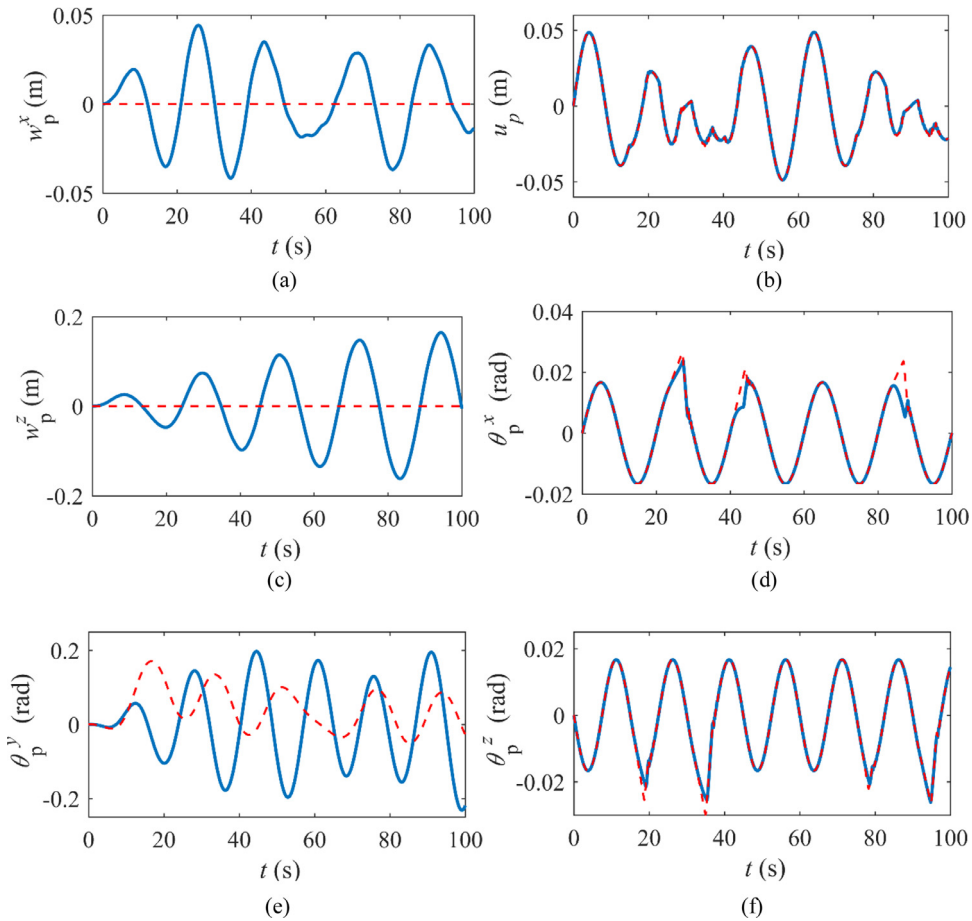 0.05
0
-0.05
w_p^x (m)
0 20 40 60 80 100
t (s)
(a)
0.05
0
-0.05
u_p (m)
0 20 40 60 80 100
t (s)
(b)
0.2
0
-0.2
w_p^z (m)
0 20 40 60 80 100
t (s)
(c)
0.04
0.02
0
-0.02
θ_p^x (rad)
0 20 40 60 80 100
t (s)
(d)
0.2
0
-0.2
θ_p^y (rad)
0 20 40 60 80 100
t (s)
(e)
0.02
0
-0.02
θ_p^z (rad)
0 20 40 60 80 100
t (s)
(f)